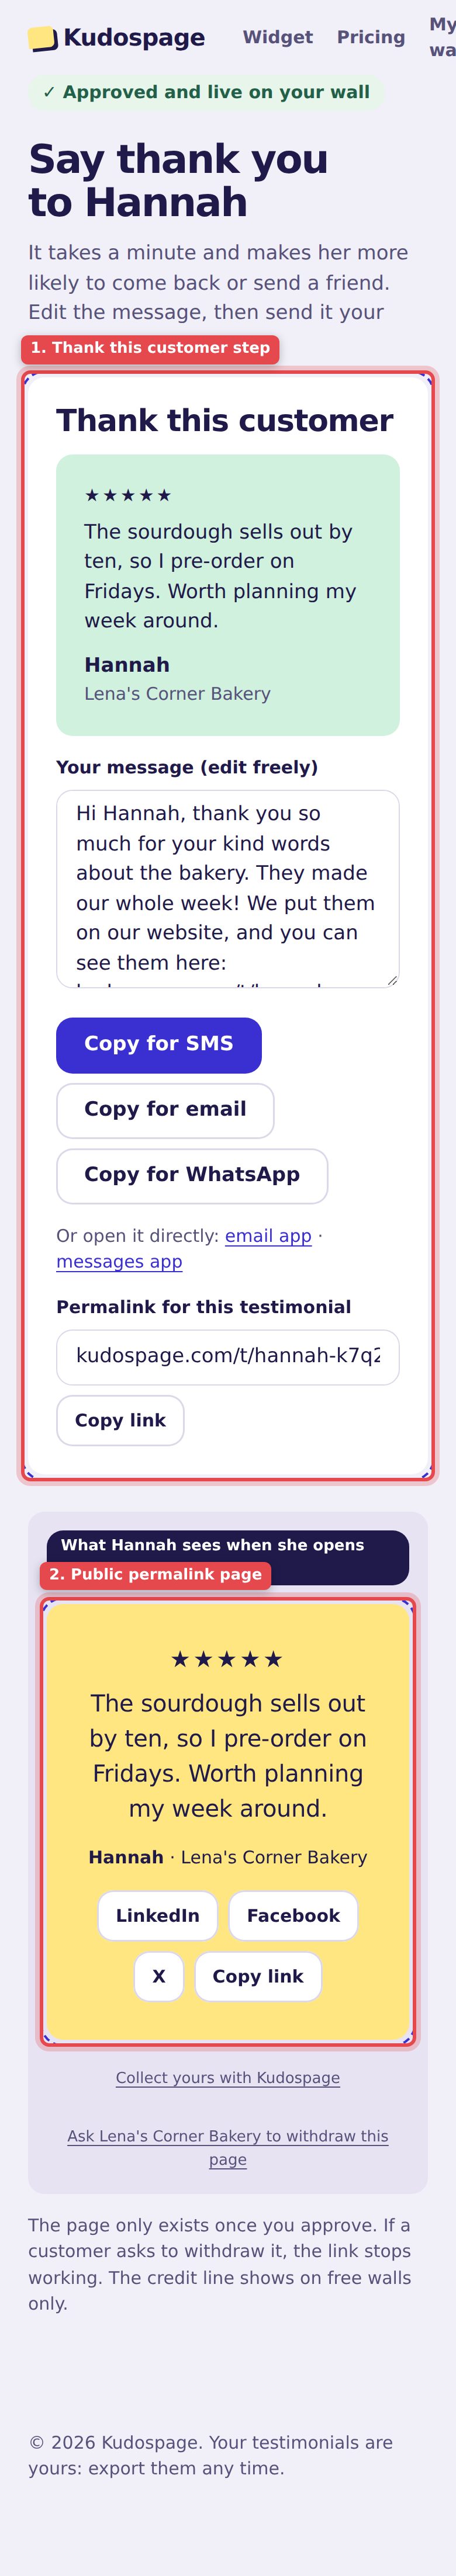 Kudospage
Widget
Pricing
My
✓ Approved and live on your wall
Say thank you
to Hannah
It takes a minute and makes her more
likely to come back or send a friend.
Edit the message, then send it your
1. Thank this customer step
Thank this customer
★★★★★
The sourdough sells out by
ten, so I pre-order on
Fridays. Worth planning my
week around.
Hannah
Lena's Corner Bakery
Your message (edit freely)
Hi Hannah, thank you so
much for your kind words
about the bakery. They made
our whole week! We put them
on our website, and you can
see them here:
Copy for SMS
Copy for email
Copy for WhatsApp
Or open it directly: email app ·
messages app
Permalink for this testimonial
kudospage.com/t/hannah-k7q2
Copy link
What Hannah sees when she opens
2. Public permalink page
★★★★★
The sourdough sells out
by ten, so I pre-order on
Fridays. Worth planning
my week around.
Hannah · Lena's Corner Bakery
LinkedIn
Facebook
X
Copy link
Collect yours with Kudospage
Ask Lena's Corner Bakery to withdraw this
page
The page only exists once you approve. If a
customer asks to withdraw it, the link stops
working. The credit line shows on free walls
only.
© 2026 Kudospage. Your testimonials are
yours: export them any time.